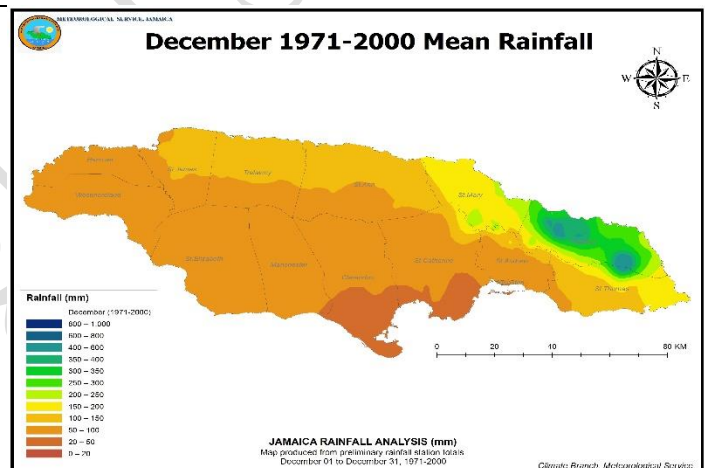 METEOROLOGICAL SERVICE, JAMAICA
December 1971-2000 Mean Rainfall
N
W
E
S
Hanover
St.James
Trelawny
St.Ann
St.Mary
Westmoreland
St.Elizabeth
Manchester
Clarendon
St.Catherine
St.Andrew
St.Thomas
Rainfall (mm)
December (1971-2000)
800 – 1,000
600 – 800
400 – 600
350 – 400
300 – 350
250 – 300
200 – 250
150 – 200
100 – 150
50 – 100
20 – 50
0 – 20
0 20 40 80 KM
JAMAICA RAINFALL ANALYSIS (mm)
Map produced from preliminary rainfall station totals
December 01 to December 31, 1971-2000
Climate Branch, Meteorological Service